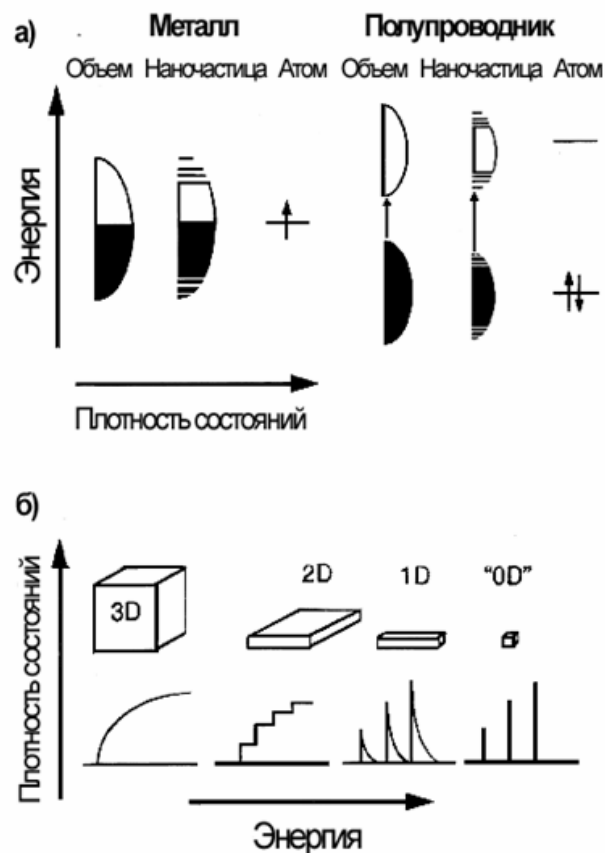 а)
Металл Полупроводник
Объем Наночастица Атом Объем Наночастица Атом
Энергия
Плотность состояний
б)
Плотность состояний
3D 2D 1D "0D"
Энергия